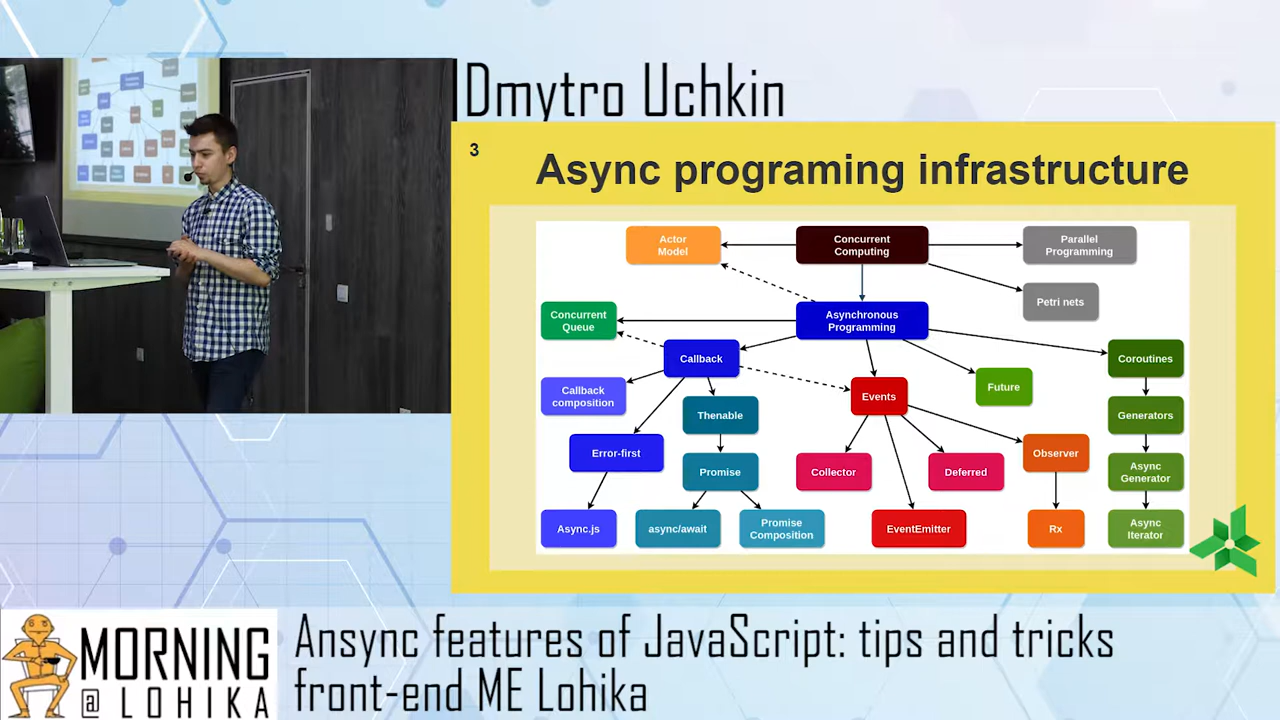 Dmytro Uchkin
3
Async programing infrastructure
Actor
Model
Concurrent
Computing
Parallel
Programming
Petri nets
Concurrent
Queue
Asynchronous
Programming
Callback
Coroutines
Callback
composition
Thenable
Events
Future
Generators
Error-first
Promise
Collector
Deferred
Observer
Async
Generator
Async.js
async/await
Promise
Composition
EventEmitter
Rx
Async
Iterator
MORNING
@ LOHIKA
Ansync features of JavaScript: tips and tricks
front-end ME Lohika